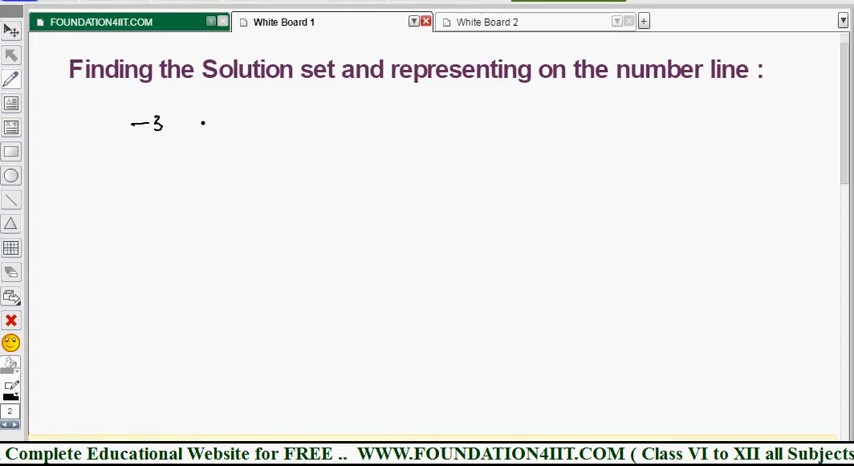 FOUNDATION4IIT.COM
White Board 1
White Board 2
Finding the Solution set and representing on the number line :
-3 .
2
Complete Educational Website for FREE .. WWW.FOUNDATION4IIT.COM ( Class VI to XII all Subjects